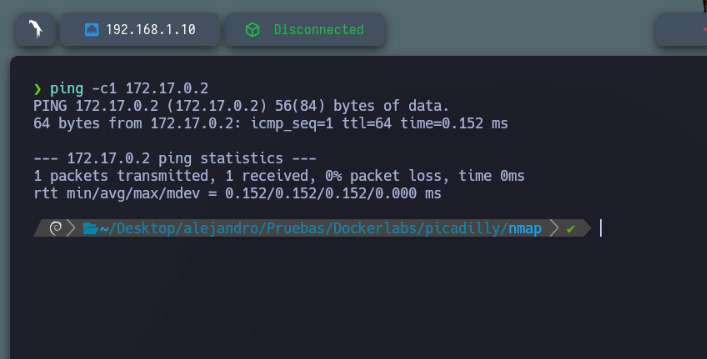 192.168.1.10
Disconnected
❯ ping -c1 172.17.0.2
PING 172.17.0.2 (172.17.0.2) 56(84) bytes of data.
64 bytes from 172.17.0.2: icmp_seq=1 ttl=64 time=0.152 ms
--- 172.17.0.2 ping statistics ---
1 packets transmitted, 1 received, 0% packet loss, time 0ms
rtt min/avg/max/mdev = 0.152/0.152/0.152/0.000 ms
~/Desktop/alejandro/Pruebas/Dockerlabs/picadilly/nmap ✔